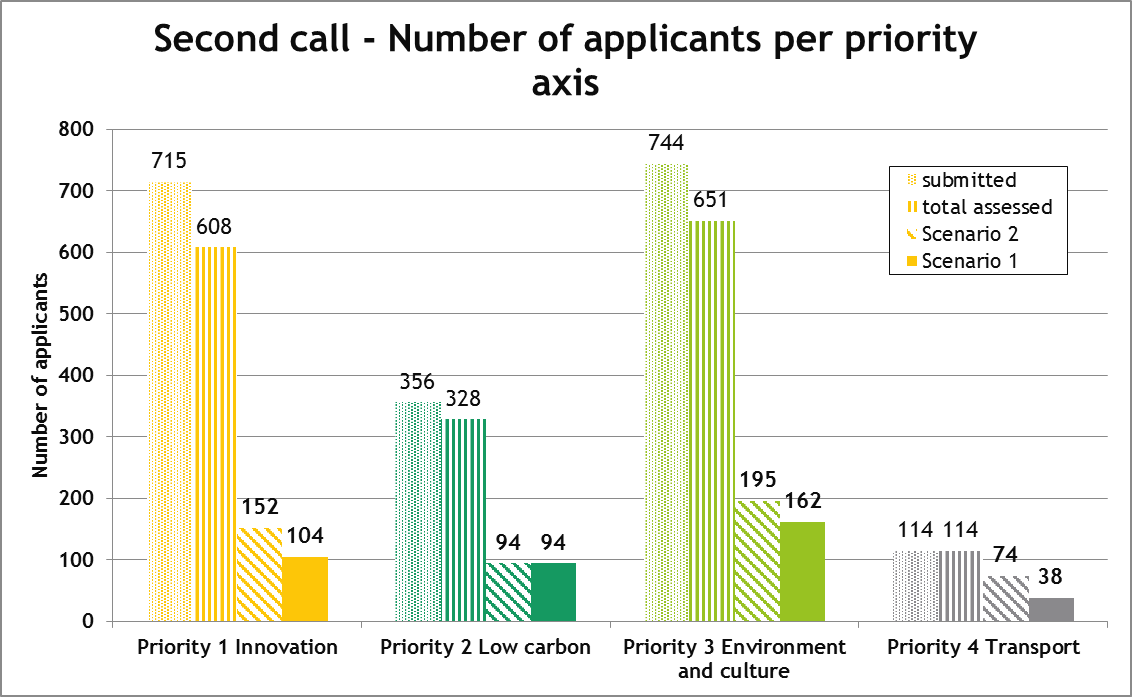 Second call - Number of applicants per priority
axis
Number of applicants
800
700
600
500
400
300
200
100
0
715
608
152
104
356
328
94
94
744
651
195
162
114
114
74
38
submitted
total assessed
Scenario 2
Scenario 1
Priority 1 Innovation
Priority 2 Low carbon
Priority 3 Environment
and culture
Priority 4 Transport